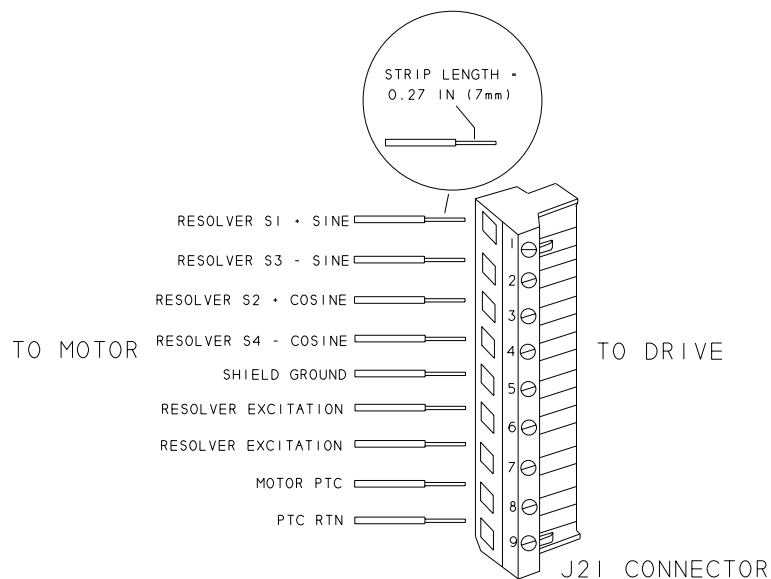 STRIP LENGTH =
0.27 IN (7mm)
RESOLVER S1 + SINE
1
RESOLVER S3 - SINE
2
RESOLVER S2 + COSINE
3
TO MOTOR
RESOLVER S4 - COSINE
4
TO DRIVE
SHIELD GROUND
5
RESOLVER EXCITATION
6
RESOLVER EXCITATION
7
MOTOR PTC
8
PTC RTN
9
J21 CONNECTOR